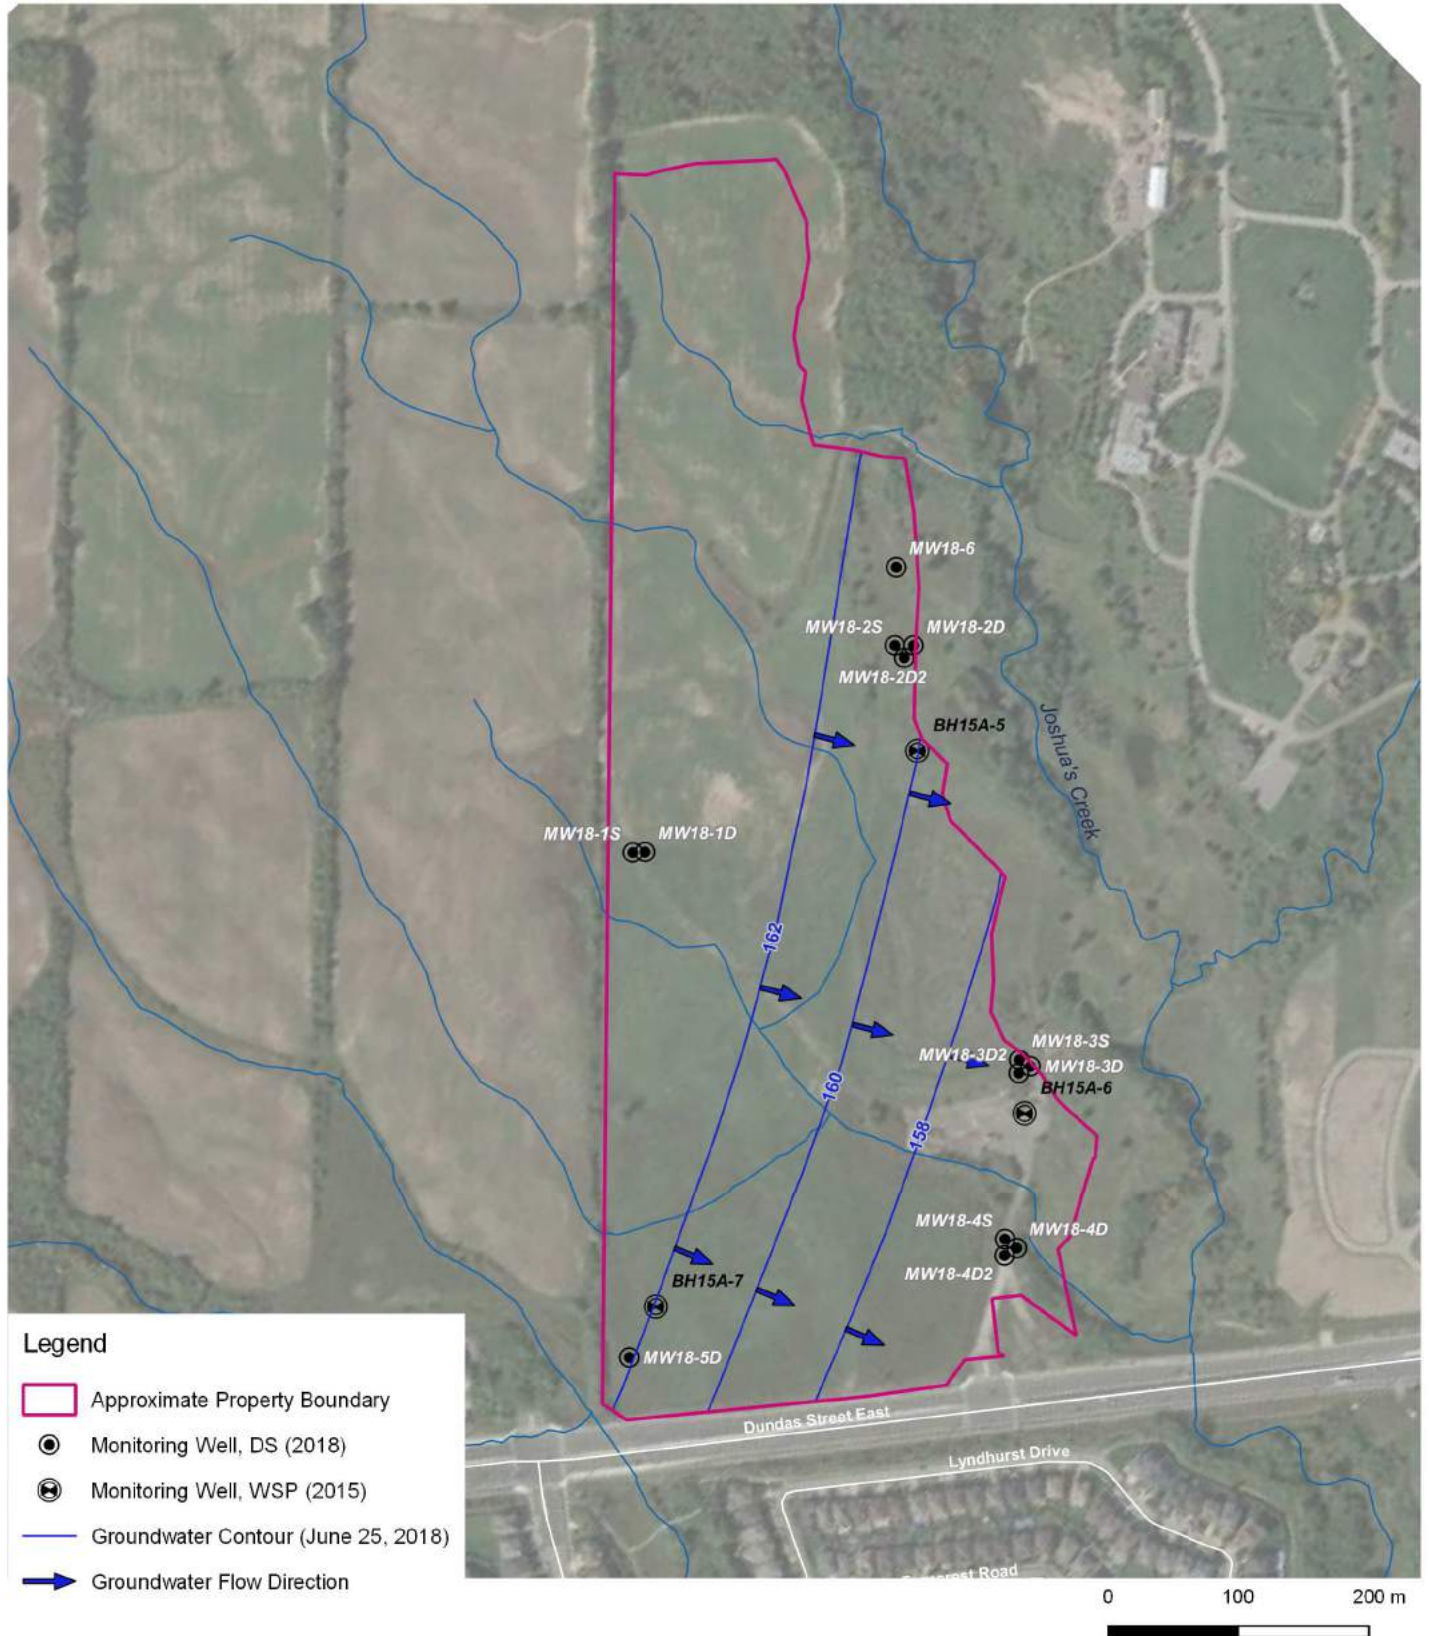 MW18-6
MW18-2S
MW18-2D
MW18-2D2
BH15A-5
Joshua's Creek
MW18-1S
MW18-1D
162
MW18-3S
MW18-3D2
MW18-3D
160
BH15A-6
158
MW18-4S
MW18-4D
MW18-4D2
BH15A-7
MW18-5D
Dundas Street East
Lyndhurst Drive
Road
Legend
Approximate Property Boundary
Monitoring Well, DS (2018)
Monitoring Well, WSP (2015)
Groundwater Contour (June 25, 2018)
Groundwater Flow Direction
0 100 200 m